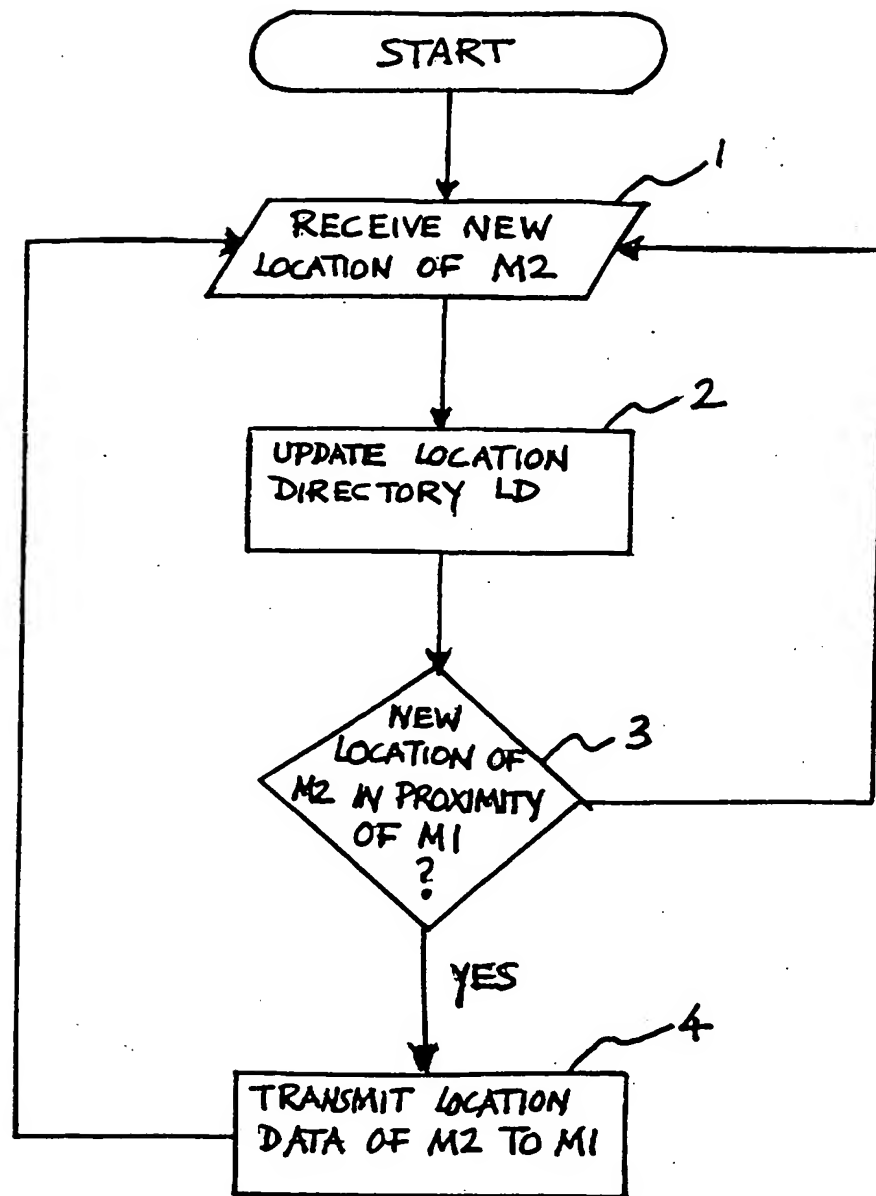 START
1
RECEIVE NEW
LOCATION OF M2
2
UPDATE LOCATION
DIRECTORY LD
3
NEW
LOCATION OF
M2 IN PROXIMITY
OF M1
?
YES
4
TRANSMIT LOCATION
DATA OF M2 TO M1